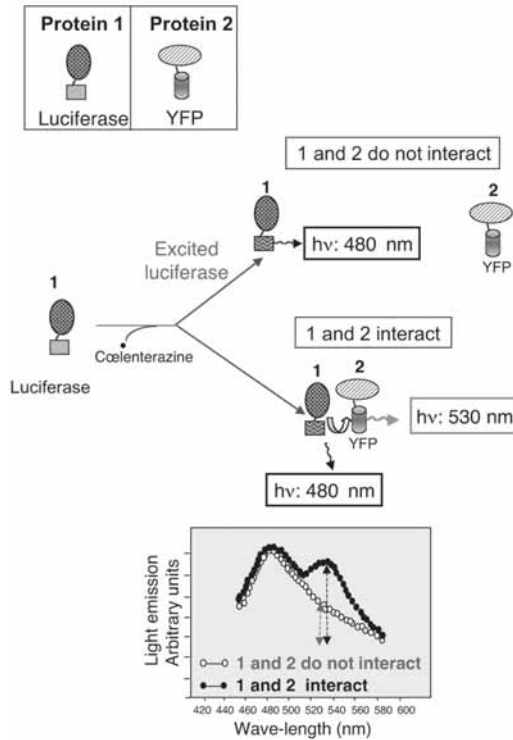 Protein 1 Protein 2
Luciferase YFP
1 and 2 do not interact
1
2
hν: 480 nm
YFP
Excited
luciferase
1
Cœlenterazine
Luciferase
1 and 2 interact
1 2
YFP
hν: 530 nm
hν: 480 nm
Light emission
Arbitrary units
1 and 2 do not interact
1 and 2 interact
420 440 460 480 500 520 540 560 580 600
Wave-length (nm)